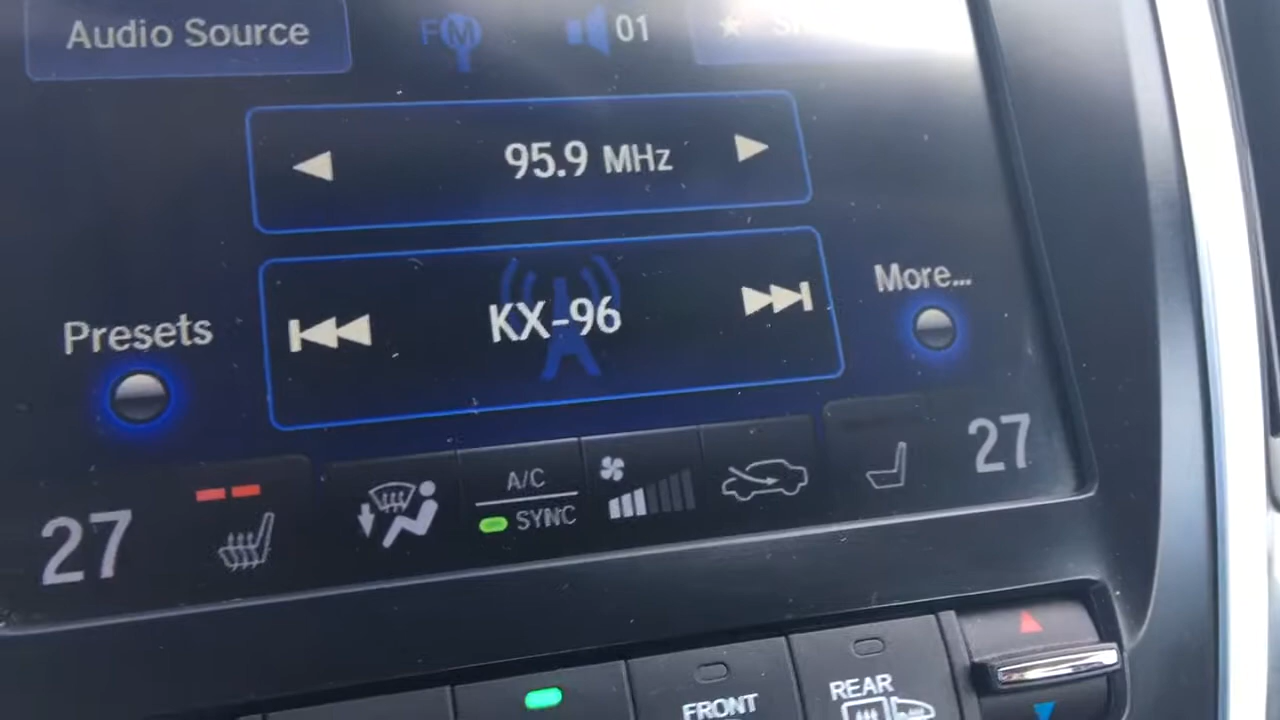 Audio Source
FM
01
95.9 MHz
KX-96
Presets
More...
27
A/C
SYNC
27
FRONT
REAR